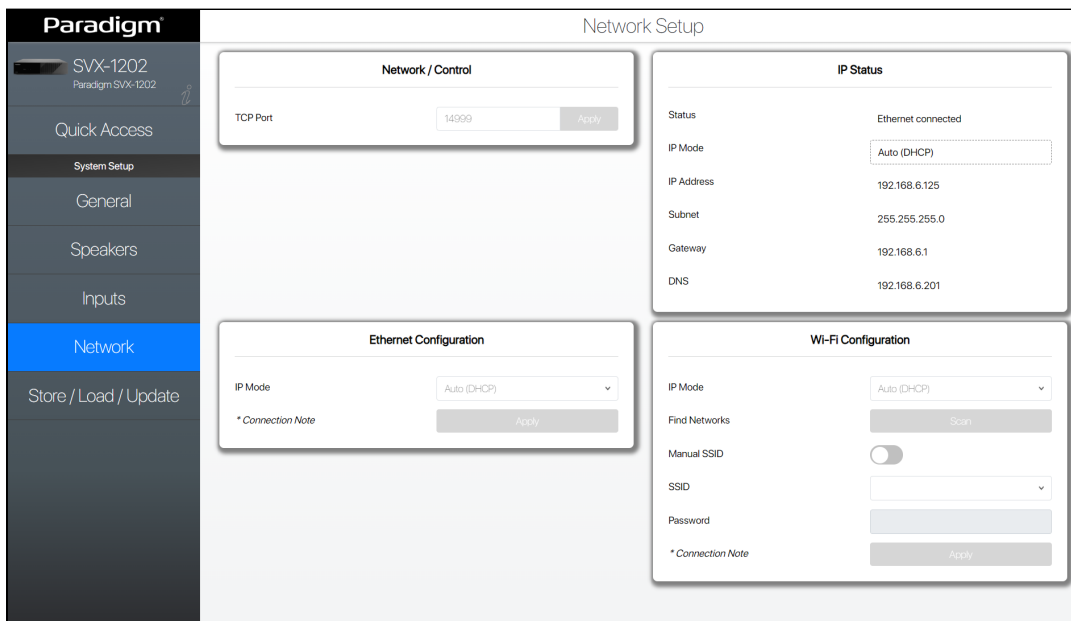 Paradigm®
SVX-1202
Paradigm SVX-1202
i
Quick Access
System Setup
General
Speakers
Inputs
Network
Store / Load / Update
Network Setup
Network / Control
TCP Port
14999
Apply
IP Status
Status
Ethernet connected
IP Mode
Auto (DHCP)
IP Address
192.168.6.125
Subnet
255.255.255.0
Gateway
192.168.6.1
DNS
192.168.6.201
Ethernet Configuration
IP Mode
Auto (DHCP)
* Connection Note
Apply
Wi-Fi Configuration
IP Mode
Auto (DHCP)
Find Networks
Scan
Manual SSID
SSID
Password
* Connection Note
Apply